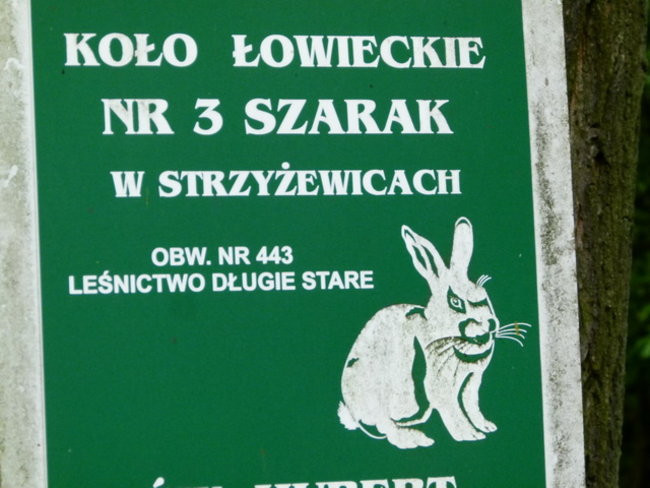 KOŁO ŁOWIECKIE
NR 3 SZARAK
W STRZYŻEWICACH
OBW. NR 443
LEŚNICTWO DŁUGIE STARE